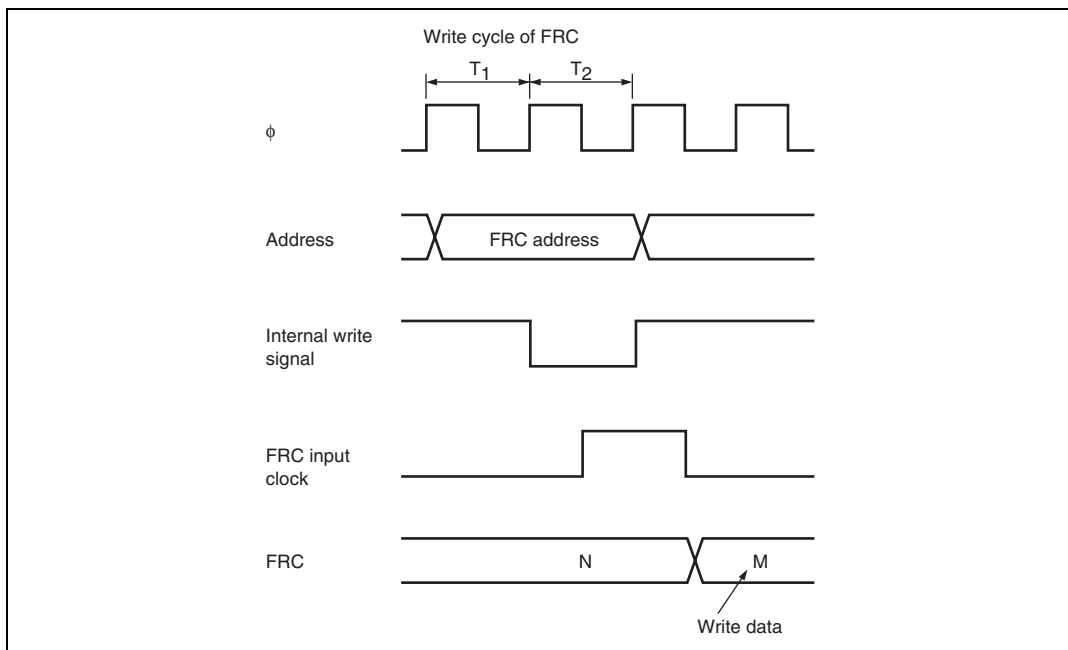 Write cycle of FRC
T1 T2
φ
Address
FRC address
Internal write
signal
FRC input
clock
FRC
N
M
Write data